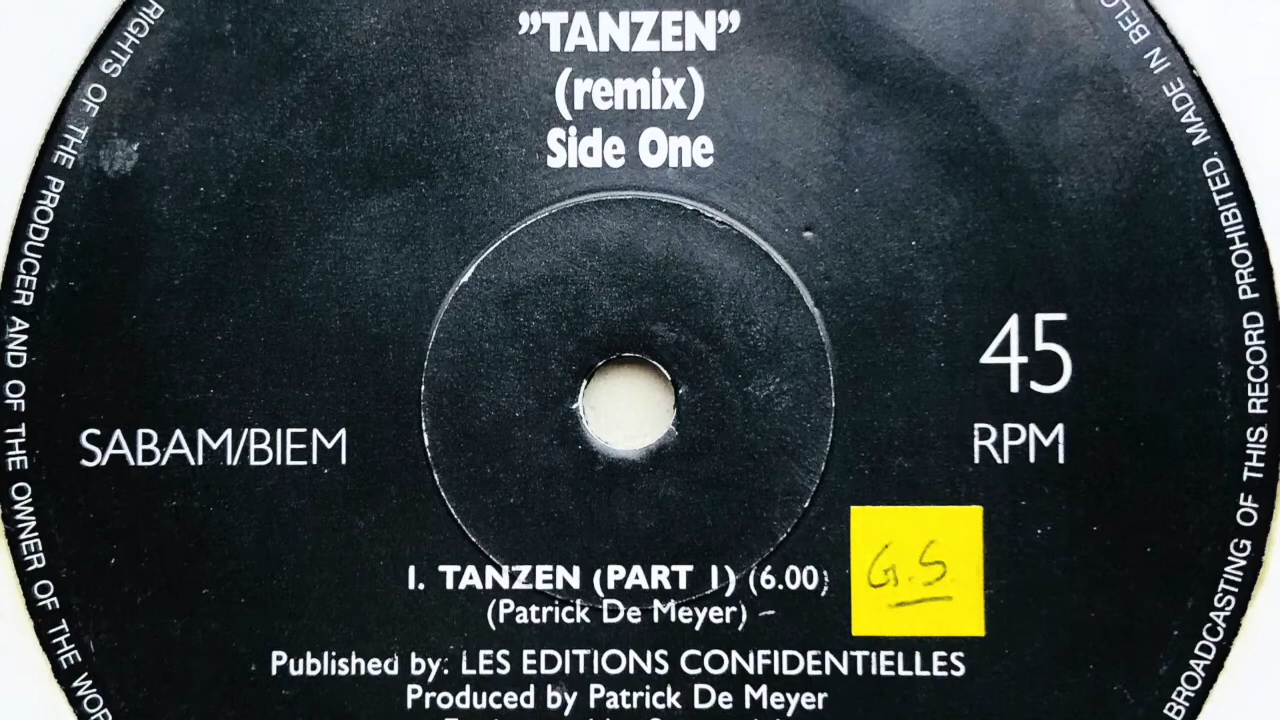 ”TANZEN”
(remix)
Side One
45
RPM
SABAM/BIEM
1. TANZEN (PART 1) (6.00)
(Patrick De Meyer) –
G.S.
Published by: LES EDITIONS CONFIDENTIELLES
Produced by Patrick De Meyer
RIGHTS OF THE PRODUCER AND OF THE OWNER OF THE
BROADCASTING OF THIS RECORD PROHIBITED. MADE IN